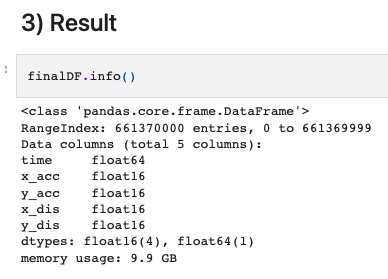 3) Result
:
finalDF.info()
<class 'pandas.core.frame.DataFrame'>
RangeIndex: 661370000 entries, 0 to 661369999
Data columns (total 5 columns):
time     float64
x_acc    float16
y_acc    float16
x_dis    float16
y_dis    float16
dtypes: float16(4), float64(1)
memory usage: 9.9 GB